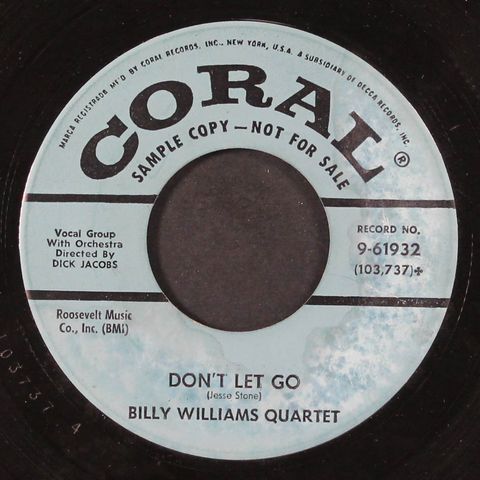 MARCA REGISTRADA • MF'D BY CORAL RECORDS, INC., NEW YORK, U.S.A. A SUBSIDIARY OF DECCA RECORDS, INC.
CORAL®
SAMPLE COPY—NOT FOR SALE
Vocal Group
With Orchestra
Directed By
DICK JACOBS
RECORD NO.
9-61932
(103,737)✤
Roosevelt Music
Co., Inc. (BMI)
DON'T LET GO
(Jesse Stone)
BILLY WILLIAMS QUARTET
103737 4